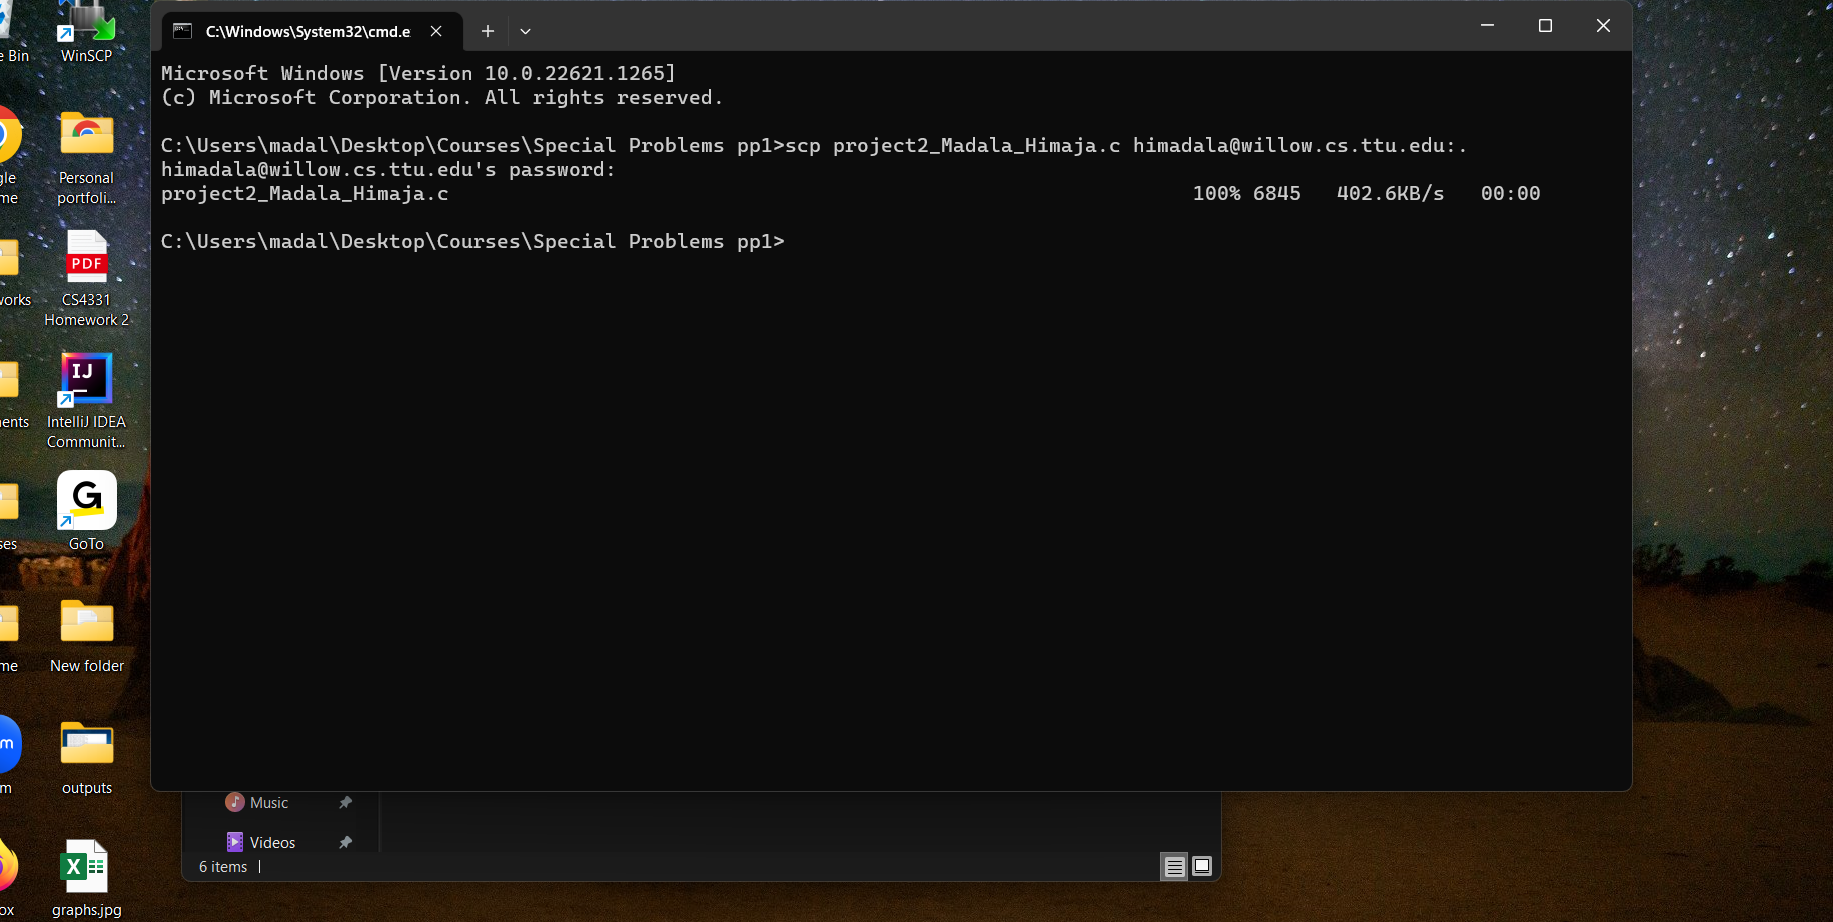 C:\Windows\System32\cmd.e
Microsoft Windows [Version 10.0.22621.1265]
(c) Microsoft Corporation. All rights reserved.
C:\Users\madal\Desktop\Courses\Special Problems pp1>scp project2_Madala_Himaja.c himadala@willow.cs.ttu.edu:.
himadala@willow.cs.ttu.edu's password:
project2_Madala_Himaja.c 100% 6845 402.6KB/s 00:00
C:\Users\madal\Desktop\Courses\Special Problems pp1>
e Bin
WinSCP
gle
me
Personal
portfoli...
PDF
works
CS4331
Homework 2
IJ
ents
IntelliJ IDEA
Communit...
G
ses
GoTo
me
New folder
m
m
outputs
X
ox
graphs.jpg
Music
Videos
6 items